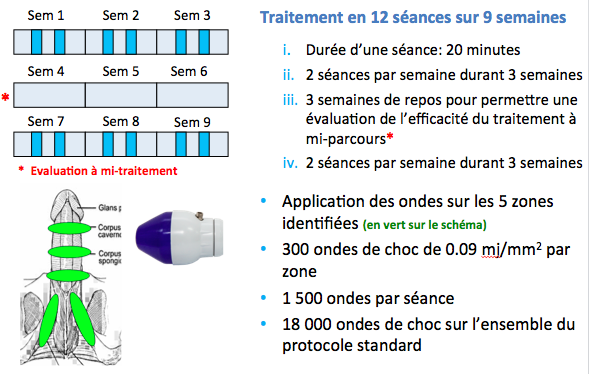 Sem 1 Sem 2 Sem 3
Sem 4 Sem 5 Sem 6
*
Sem 7 Sem 8 Sem 9
* Evaluation à mi-traitement
Glans p
Corpus
caverne
Corpus
spongic
Traitement en 12 séances sur 9 semaines
i. Durée d’une séance: 20 minutes
ii. 2 séances par semaine durant 3 semaines
iii. 3 semaines de repos pour permettre une
évaluation de l’efficacité du traitement à
mi-parcours*
iv. 2 séances par semaine durant 3 semaines
• Application des ondes sur les 5 zones
identifiées (en vert sur le schéma)
• 300 ondes de choc de 0.09 mj/mm² par
zone
• 1 500 ondes par séance
• 18 000 ondes de choc sur l’ensemble du
protocole standard